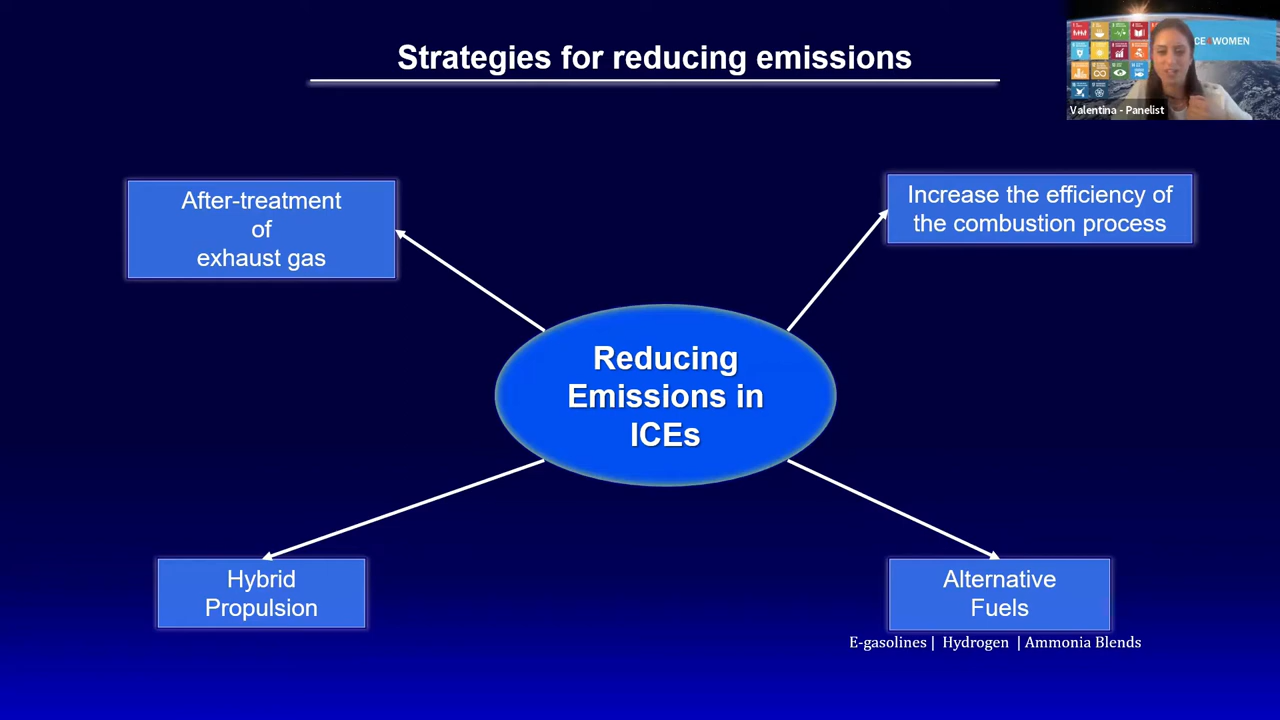 Strategies for reducing emissions
CE4WOMEN
Valentina - Panelist
After-treatment
of
exhaust gas
Increase the efficiency of
the combustion process
Reducing
Emissions in
ICEs
Hybrid
Propulsion
Alternative
Fuels
E-gasolines | Hydrogen | Ammonia Blends